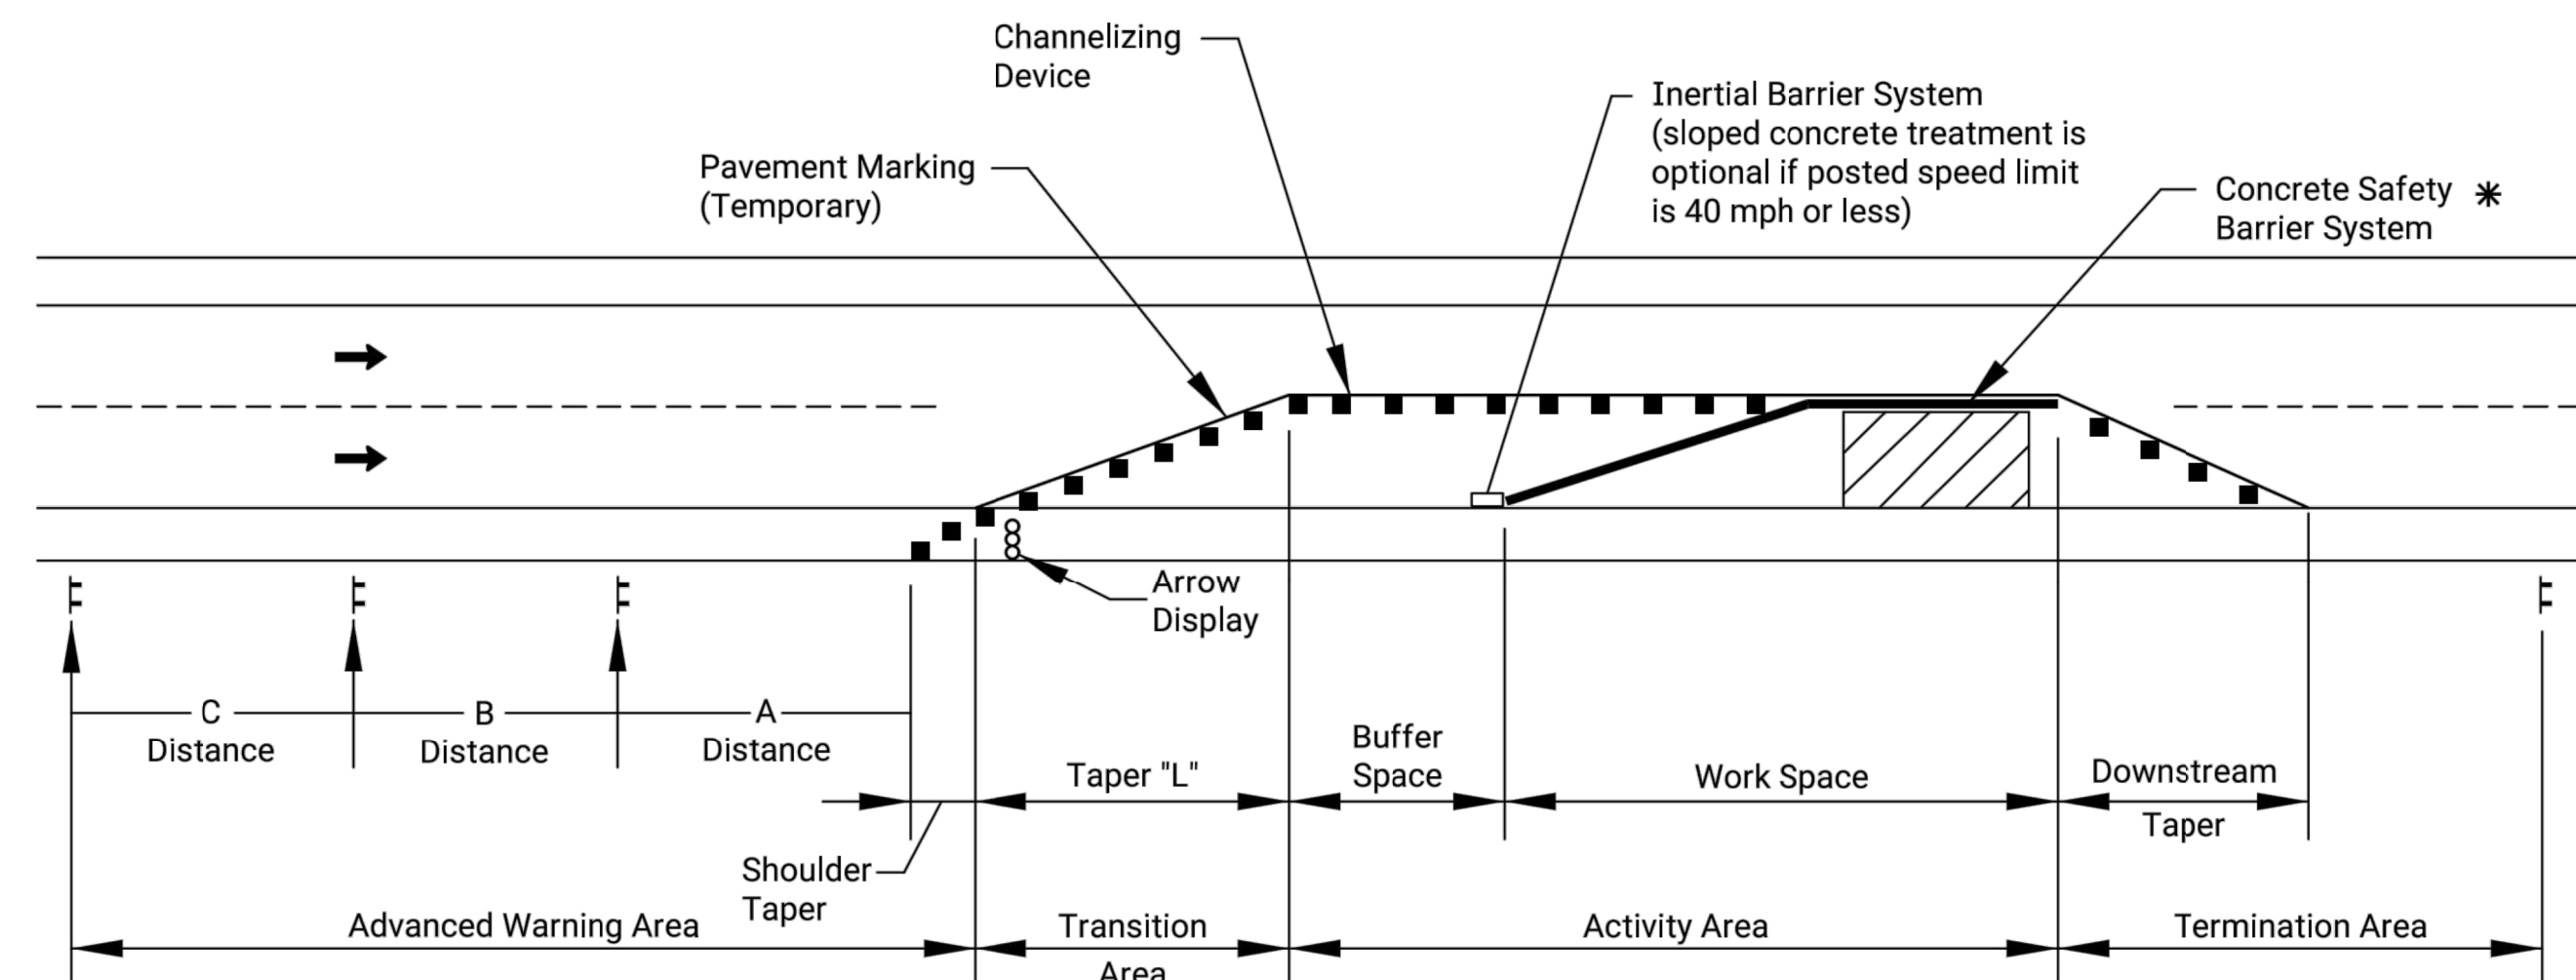 Channelizing
Device
Inertial Barrier System
(sloped concrete treatment is
optional if posted speed limit
is 40 mph or less)
Pavement Marking
(Temporary)
Concrete Safety *
Barrier System
Arrow
Display
C
Distance
B
Distance
A
Distance
Taper "L"
Buffer
Space
Work Space
Downstream
Taper
Shoulder
Taper
Advanced Warning Area
Transition
Area
Activity Area
Termination Area